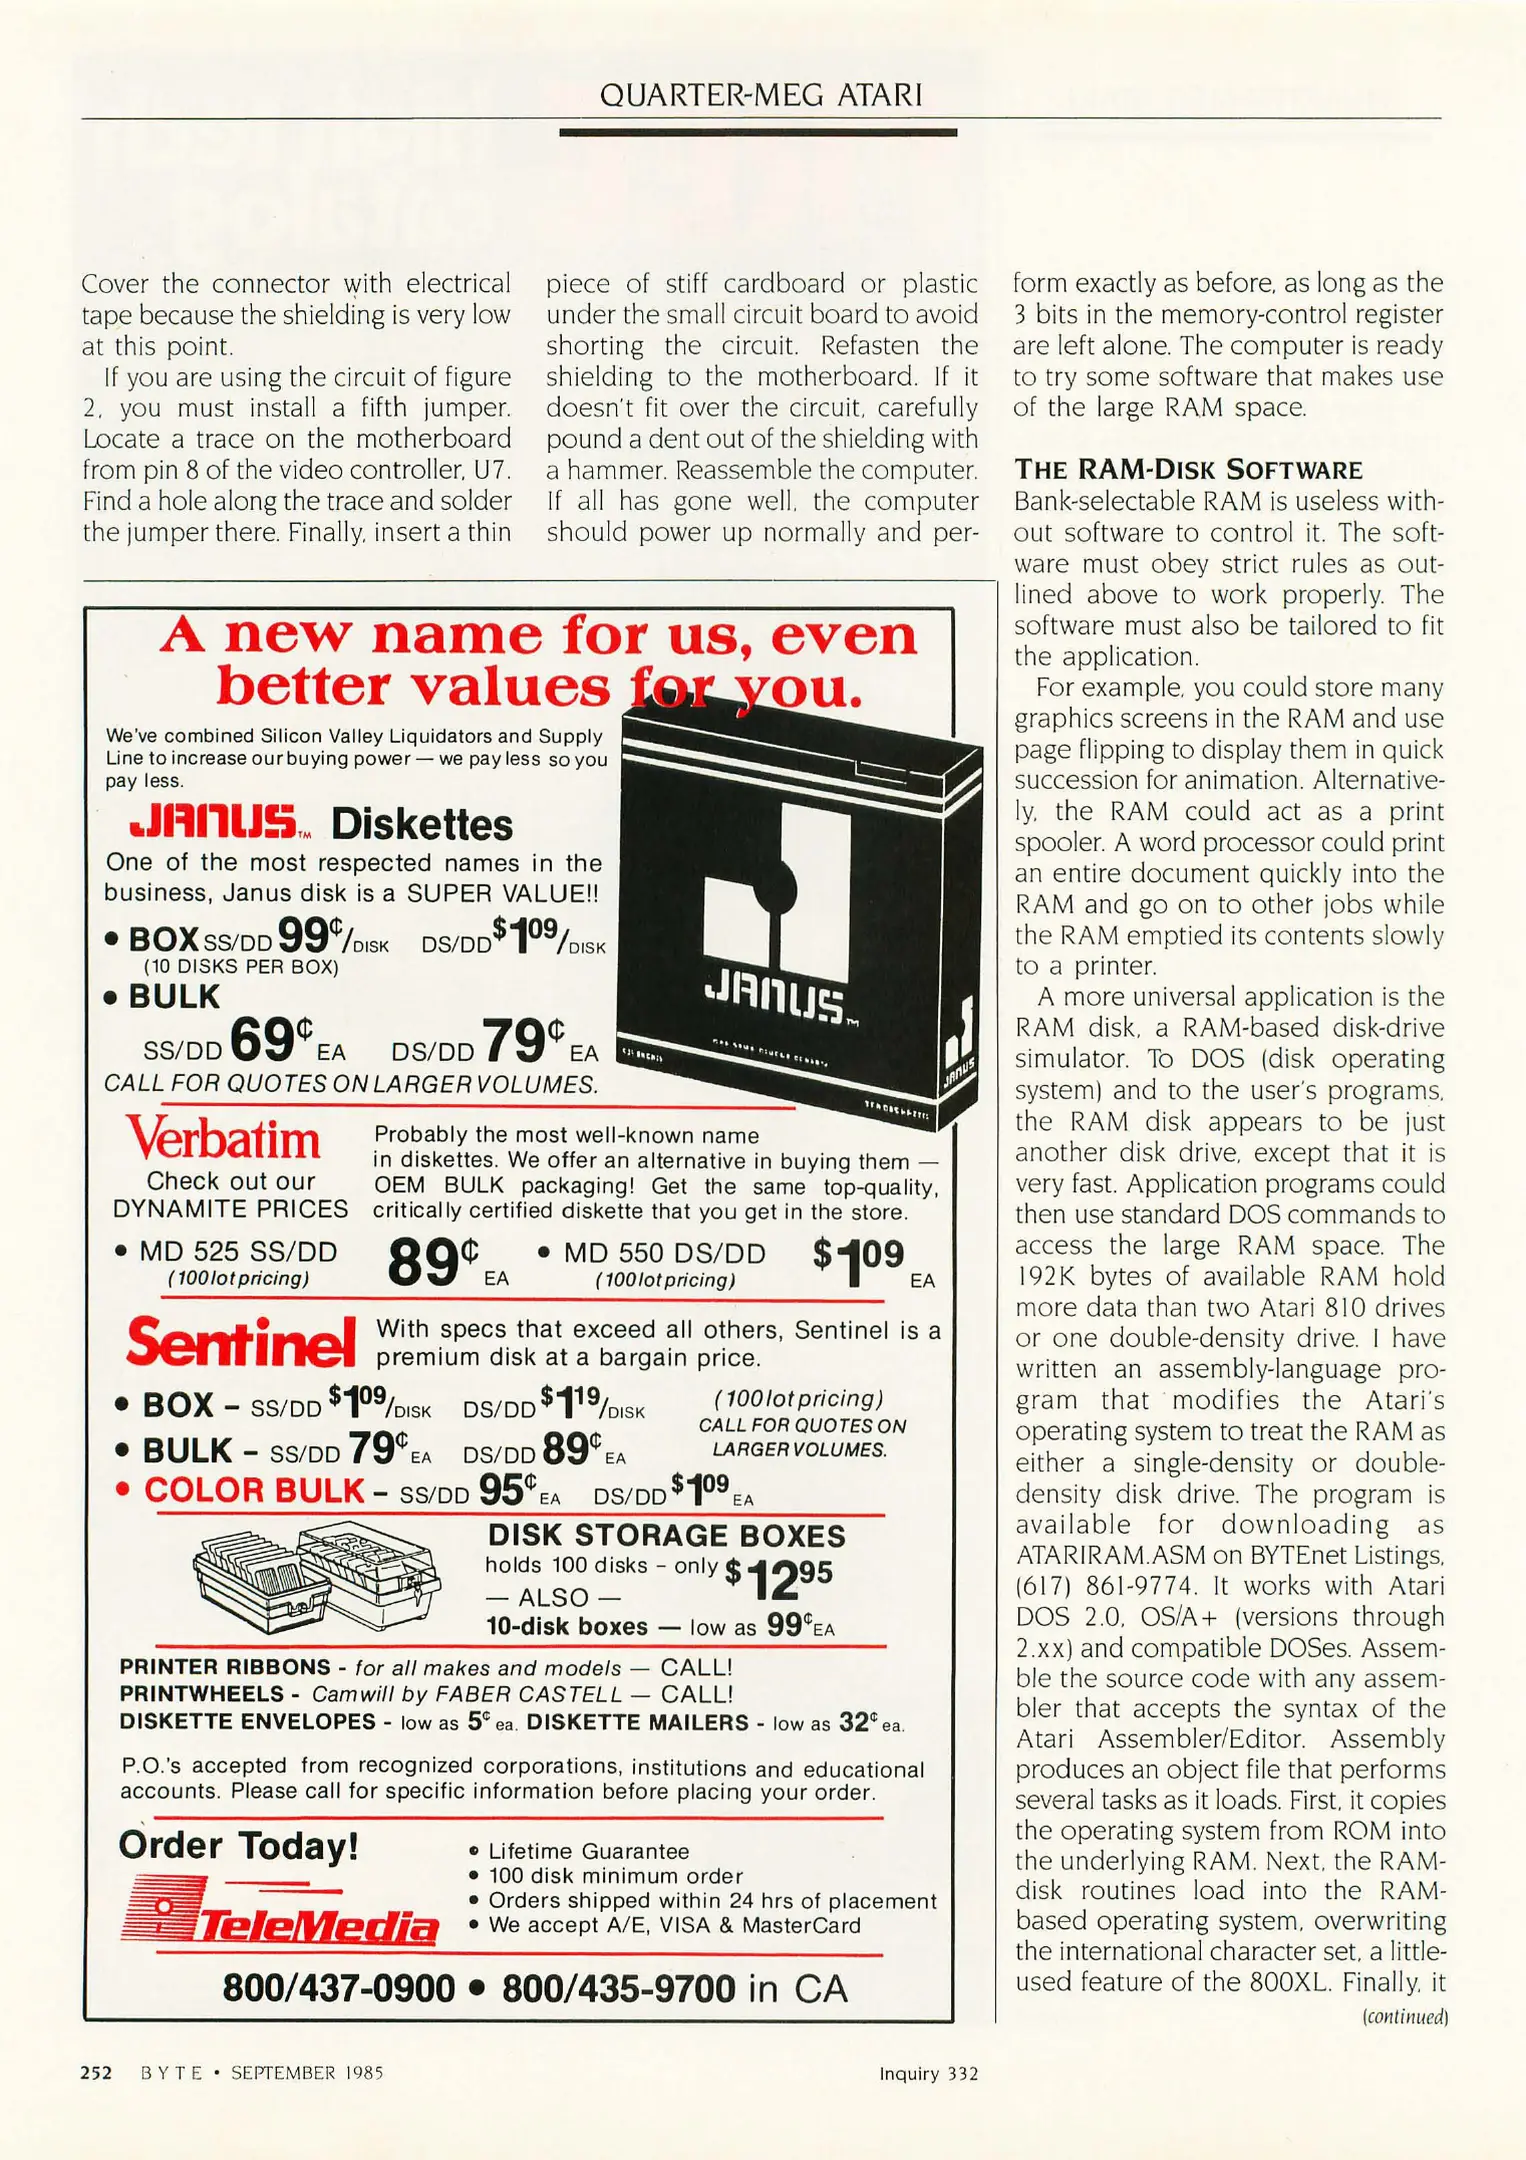 QUARTER-MEG ATARI
Cover the connector with electrical
tape because the shielding is very low
at this point.
If you are using the circuit of figure
2, you must install a fifth jumper.
Locate a trace on the motherboard
from pin 8 of the video controller, U7.
Find a hole along the trace and solder
the jumper there. Finally, insert a thin
piece of stiff cardboard or plastic
under the small circuit board to avoid
shorting the circuit. Refasten the
shielding to the motherboard. If it
doesn't fit over the circuit, carefully
pound a dent out of the shielding with
a hammer. Reassemble the computer.
If all has gone well, the computer
should power up normally and per-
form exactly as before, as long as the
3 bits in the memory-control register
are left alone. The computer is ready
to try some software that makes use
of the large RAM space.
THE RAM-DISK SOFTWARE
Bank-selectable RAM is useless with-
out software to control it. The soft-
ware must obey strict rules as out-
lined above to work properly. The
software must also be tailored to fit
the application.
For example, you could store many
graphics screens in the RAM and use
page flipping to display them in quick
succession for animation. Alternative-
ly, the RAM could act as a print
spooler. A word processor could print
an entire document quickly into the
RAM and go on to other jobs while
the RAM emptied its contents slowly
to a printer.
A more universal application is the
RAM disk, a RAM-based disk-drive
simulator. To DOS (disk operating
system) and to the user's programs,
the RAM disk appears to be just
another disk drive, except that it is
very fast. Application programs could
then use standard DOS commands to
access the large RAM space. The
192K bytes of available RAM hold
more data than two Atari 810 drives
or one double-density drive. I have
written an assembly-language pro-
gram that modifies the Atari's
operating system to treat the RAM as
either a single-density or double-
density disk drive. The program is
available for downloading as
ATARIRAM.ASM on BYTEnet Listings,
(617) 861-9774. It works with Atari
DOS 2.0, OS/A+ (versions through
2.xx) and compatible DOSes. Assem-
ble the source code with any assem-
bler that accepts the syntax of the
Atari Assembler/Editor. Assembly
produces an object file that performs
several tasks as it loads. First, it copies
the operating system from ROM into
the underlying RAM. Next, the RAM-
disk routines load into the RAM-
based operating system, overwriting
the international character set, a little-
used feature of the 800XL. Finally, it
(continued)
A new name for us, even
better values for you.
We've combined Silicon Valley Liquidators and Supply
Line to increase our buying power — we pay less so you
pay less.
JANUS™ Diskettes
One of the most respected names in the
business, Janus disk is a SUPER VALUE!!
• BOX SS/DD 99¢/DISK DS/DD $1 09/DISK
(10 DISKS PER BOX)
• BULK
SS/DD 69¢ EA DS/DD 79¢ EA
CALL FOR QUOTES ON LARGER VOLUMES.
JANUS™
JANUS
Verbatim
Check out our
DYNAMITE PRICES
Probably the most well-known name
in diskettes. We offer an alternative in buying them —
OEM BULK packaging! Get the same top-quality,
critically certified diskette that you get in the store.
• MD 525 SS/DD 89¢ EA • MD 550 DS/DD $1 09 EA
(100 lot pricing) (100 lot pricing)
Sentinel
With specs that exceed all others, Sentinel is a
premium disk at a bargain price.
• BOX – SS/DD $1 09/DISK DS/DD $1 19/DISK
• BULK – SS/DD 79¢ EA DS/DD 89¢ EA
(100 lot pricing)
CALL FOR QUOTES ON
LARGER VOLUMES.
• COLOR BULK – SS/DD 95¢ EA DS/DD $1 09 EA
DISK STORAGE BOXES
holds 100 disks - only $12 95
— ALSO —
10-disk boxes — low as 99¢ EA
PRINTER RIBBONS - for all makes and models — CALL!
PRINTWHEELS - Camwill by FABER CASTELL — CALL!
DISKETTE ENVELOPES - low as 5¢ ea. DISKETTE MAILERS - low as 32¢ ea.
P.O.'s accepted from recognized corporations, institutions and educational
accounts. Please call for specific information before placing your order.
Order Today!
TeleMedia
• Lifetime Guarantee
• 100 disk minimum order
• Orders shipped within 24 hrs of placement
• We accept A/E, VISA & MasterCard
800/437-0900 • 800/435-9700 in CA
252 BYTE • SEPTEMBER 1985
Inquiry 332